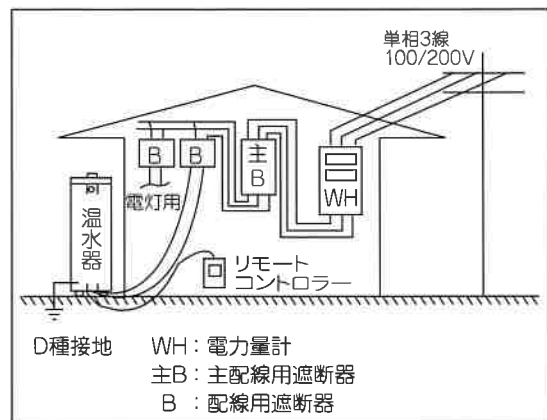 単相3線
100/200V
B
B
主
B
WH
電灯用
温水器
リモート
コントロラー
D種接地
WH：電力量計
主B：主配線用遮断器
B：配線用遮断器